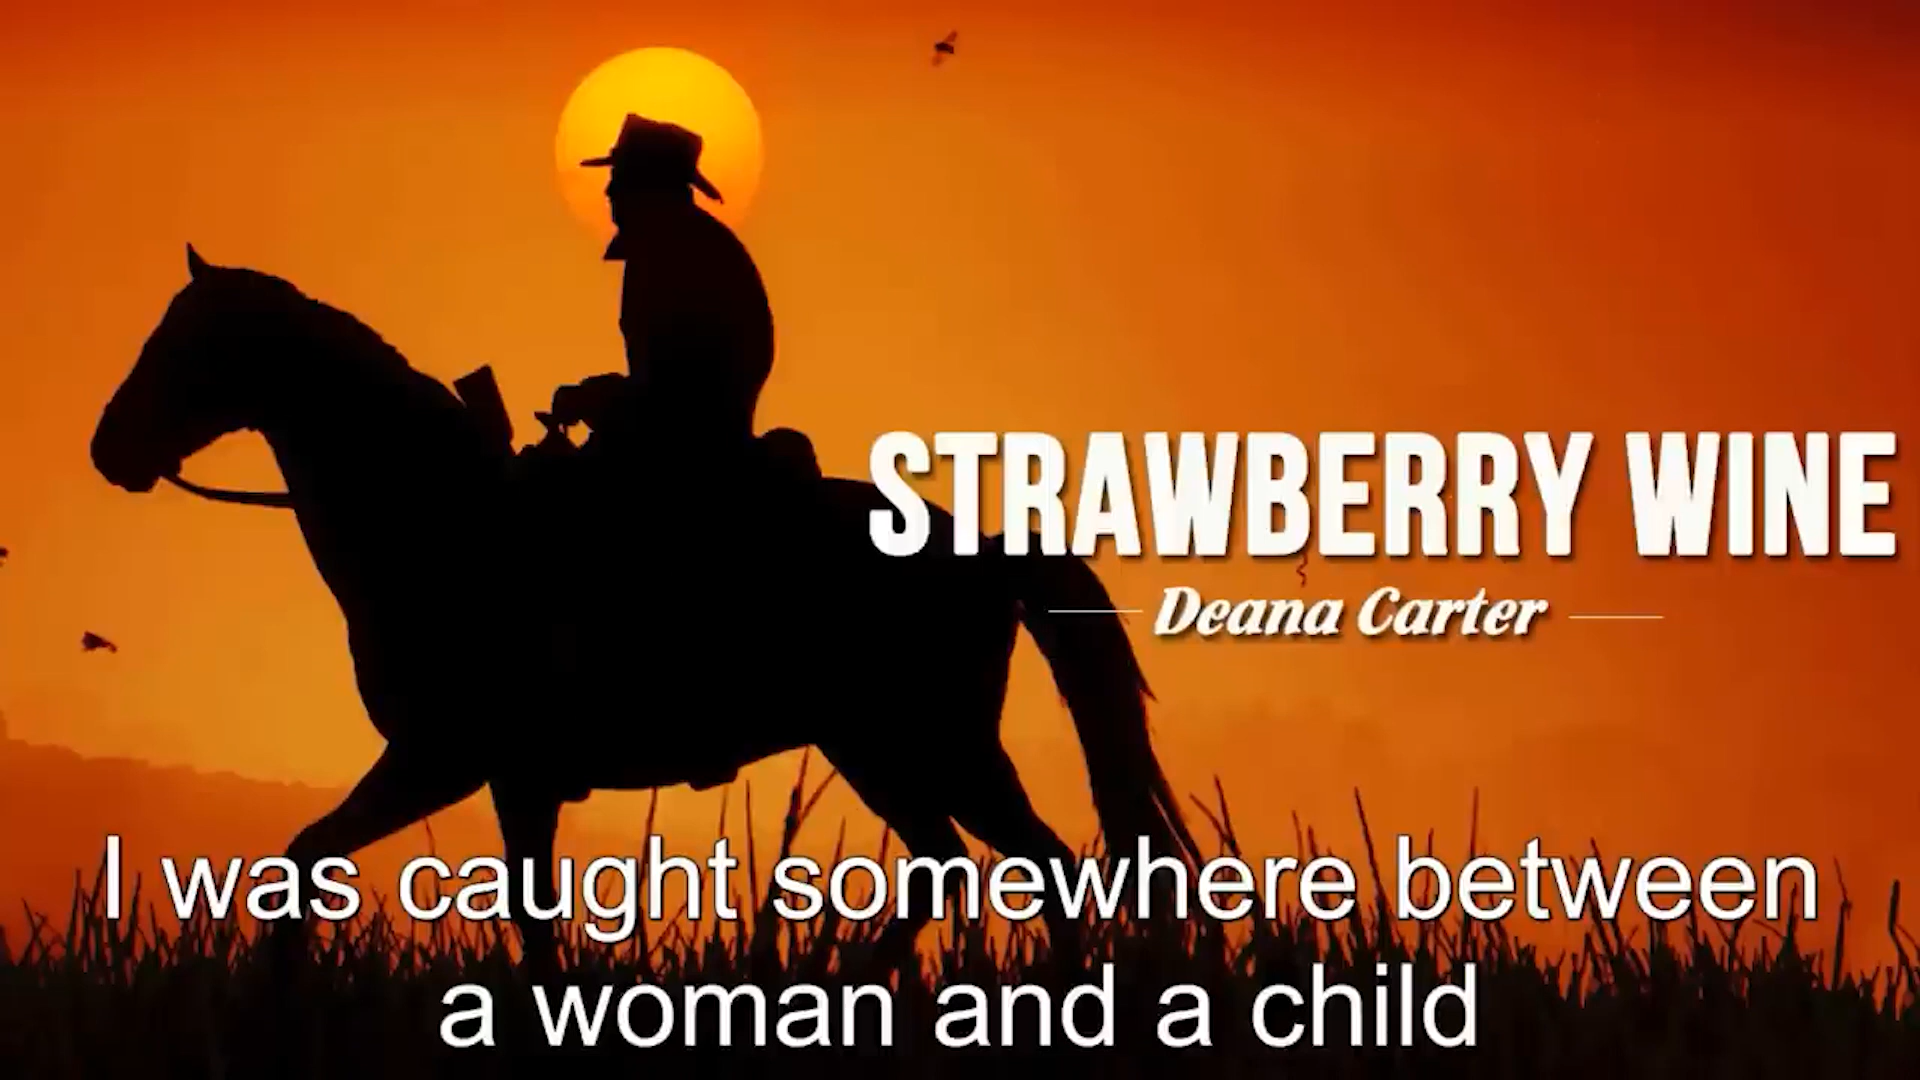 STRAWBERRY WINE
Deana Carter
I was caught somewhere between
a woman and a child